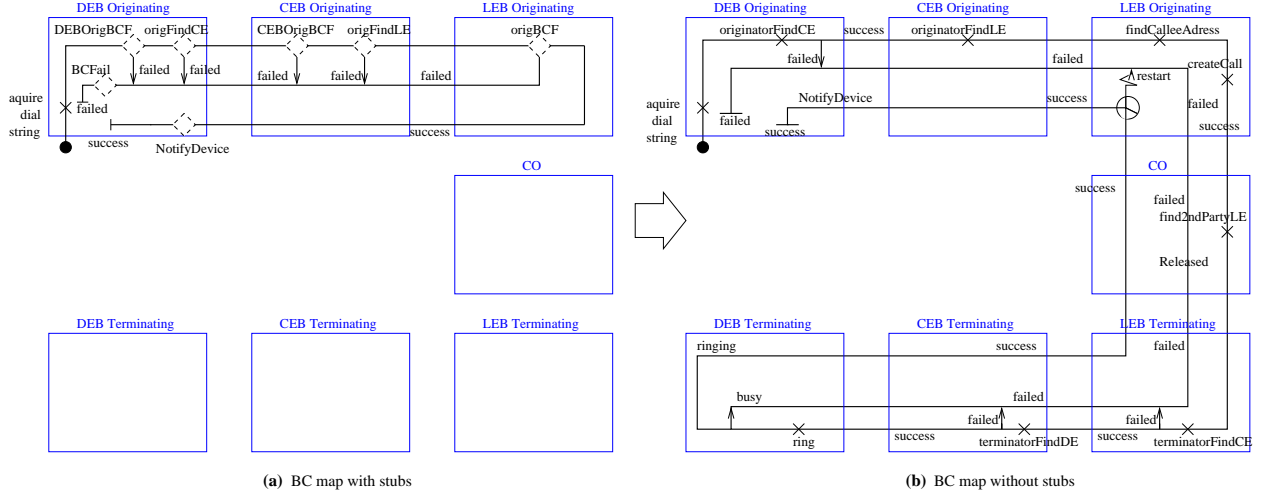 DEB Originating
CEB Originating
LEB Originating
DEBOrigBCF
origFindCE
CEBOrigBCF
origFindLE
origBCF
BCFail
failed
failed
failed
failed
failed
failed
aquire
dial
string
success
success
NotifyDevice
CO
DEB Terminating
CEB Terminating
LEB Terminating
(a) BC map with stubs
DEB Originating
CEB Originating
LEB Originating
originatorFindCE
success
originatorFindLE
findCalleeAdress
failed
failed
createCall
restart
NotifyDevice
success
failed
aquire
dial
string
failed
success
success
CO
success
failed
find2ndPartyLE
Released
DEB Terminating
CEB Terminating
LEB Terminating
ringing
success
failed
busy
failed
failed
failed
success
success
ring
terminatorFindDE
terminatorFindCE
(b) BC map without stubs